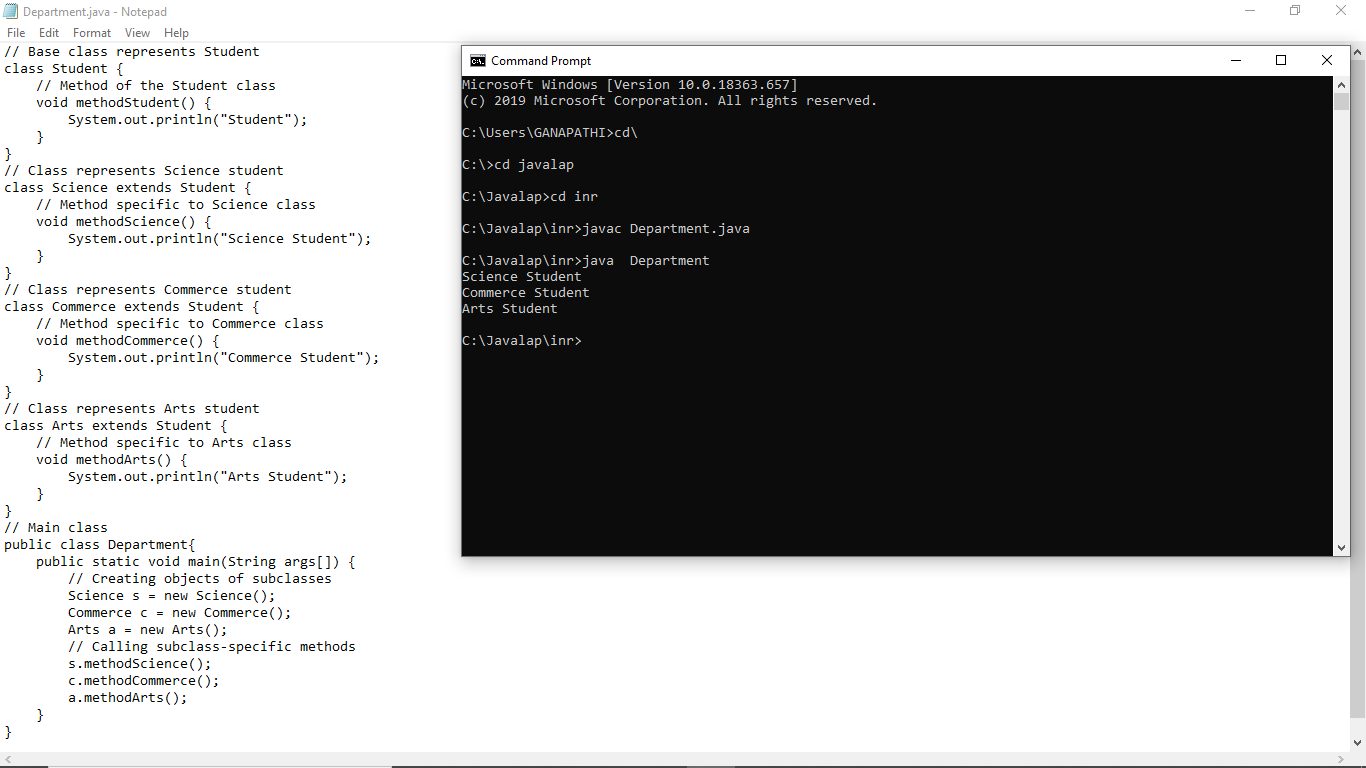 Department.java - Notepad
File Edit Format View Help
// Base class represents Student
class Student {
    // Method of the Student class
    void methodStudent() {
        System.out.println("Student");
    }
}
// Class represents Science student
class Science extends Student {
    // Method specific to Science class
    void methodScience() {
        System.out.println("Science Student");
    }
}
// Class represents Commerce student
class Commerce extends Student {
    // Method specific to Commerce class
    void methodCommerce() {
        System.out.println("Commerce Student");
    }
}
// Class represents Arts student
class Arts extends Student {
    // Method specific to Arts class
    void methodArts() {
        System.out.println("Arts Student");
    }
}
// Main class
public class Department{
    public static void main(String args[]) {
        // Creating objects of subclasses
        Science s = new Science();
        Commerce c = new Commerce();
        Arts a = new Arts();
        // Calling subclass-specific methods
        s.methodScience();
        c.methodCommerce();
        a.methodArts();
    }
}
Command Prompt
Microsoft Windows [Version 10.0.18363.657]
(c) 2019 Microsoft Corporation. All rights reserved.
C:\Users\GANAPATHI>cd\
C:\>cd javalap
C:\Javalap>cd inr
C:\Javalap\inr>javac Department.java
C:\Javalap\inr>java  Department
Science Student
Commerce Student
Arts Student
C:\Javalap\inr>